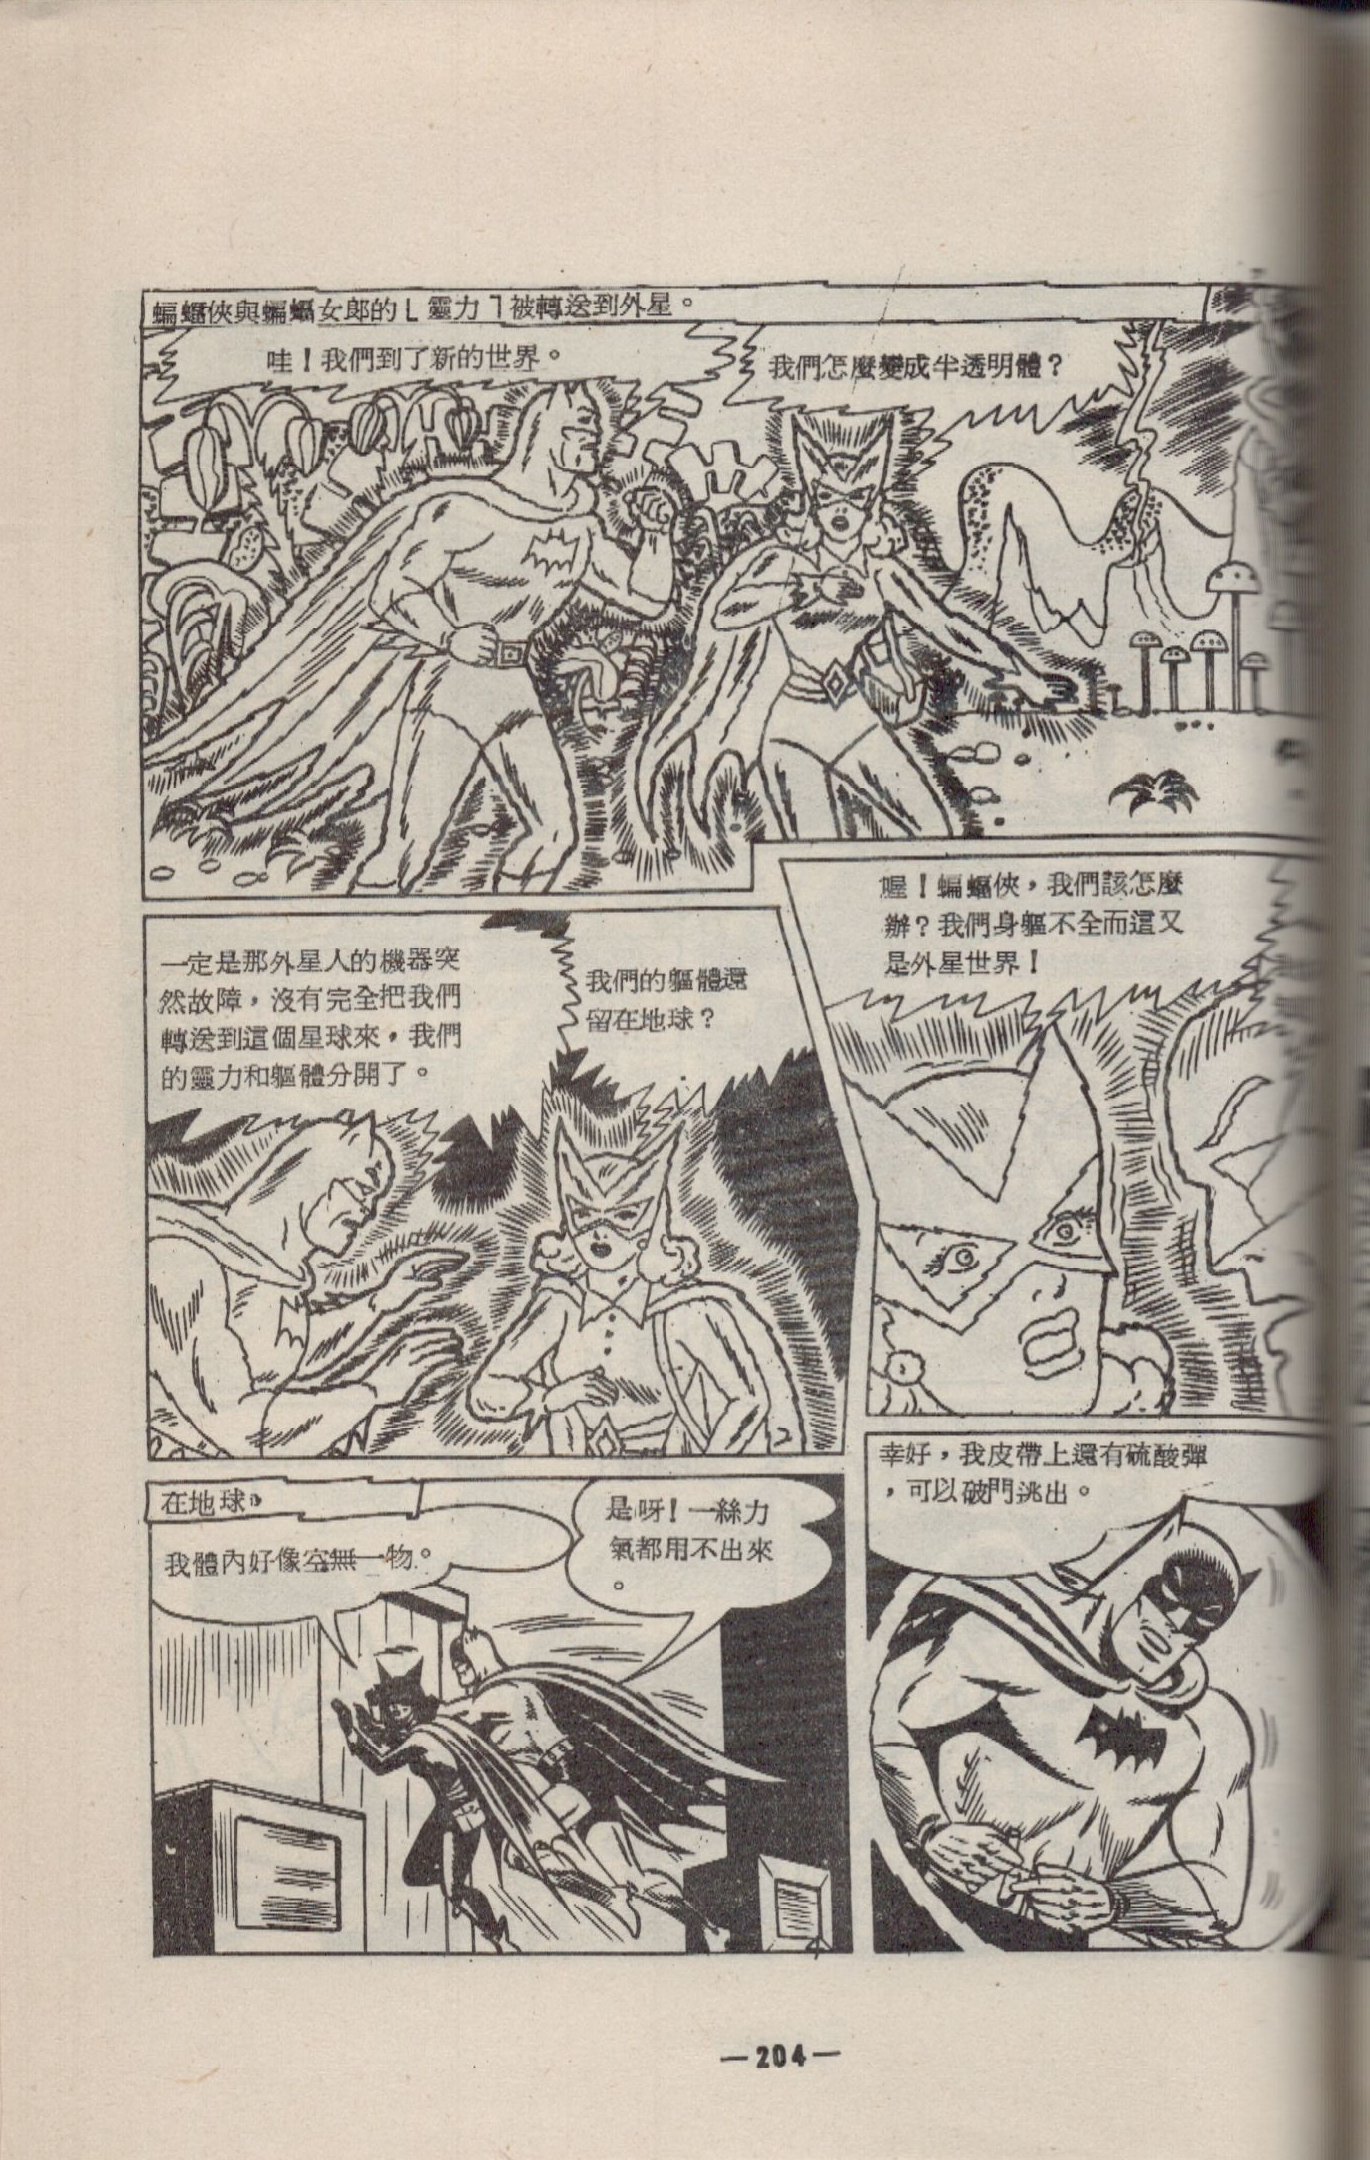 蝙蝠俠與蝙蝠女郎的「靈力」被轉送到外星。
哇！我們到了新的世界。
我們怎麼變成半透明體？
一定是那外星人的機器突
然故障，沒有完全把我們
轉送到這個星球來，我們
的靈力和軀體分開了。
我們的軀體還
留在地球？
喔！蝙蝠俠，我們該怎麼
辦？我們身軀不全而這又
是外星世界！
在地球。
我體內好像空無一物。
是呀！一絲力
氣都用不出來
。
幸好，我皮帶上還有硫酸彈
，可以破門逃出。
—204—